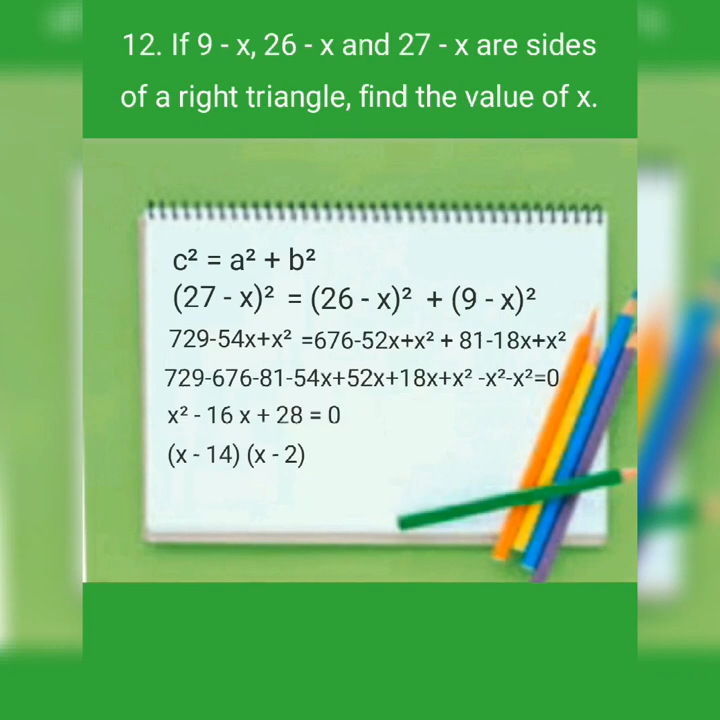 12. If 9 - x, 26 - x and 27 - x are sides
of a right triangle, find the value of x.
c² = a² + b²
(27 - x)² = (26 - x)² + (9 - x)²
729-54x+x² =676-52x+x² + 81-18x+x²
729-676-81-54x+52x+18x+x² -x²-x²=0
x² - 16 x + 28 = 0
(x - 14) (x - 2)